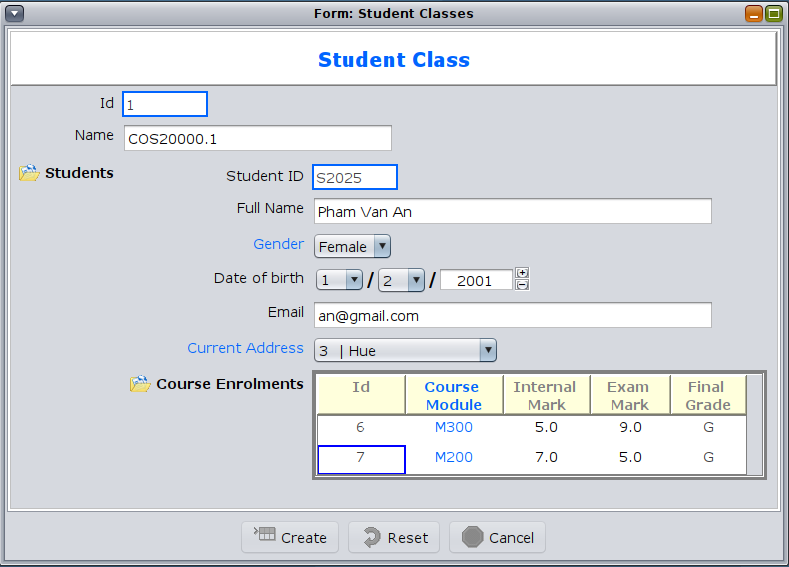 Form: Student Classes
Student Class
Id 1
Name COS20000.1
Students
Student ID S2025
Full Name Pham Van An
Gender Female
Date of birth 1 / 2 / 2001
Email an@gmail.com
Current Address 3 | Hue
Course Enrolments
Id Course Module Internal Mark Exam Mark Final Grade
6 M300 5.0 9.0 G
7 M200 7.0 5.0 G
Create Reset Cancel